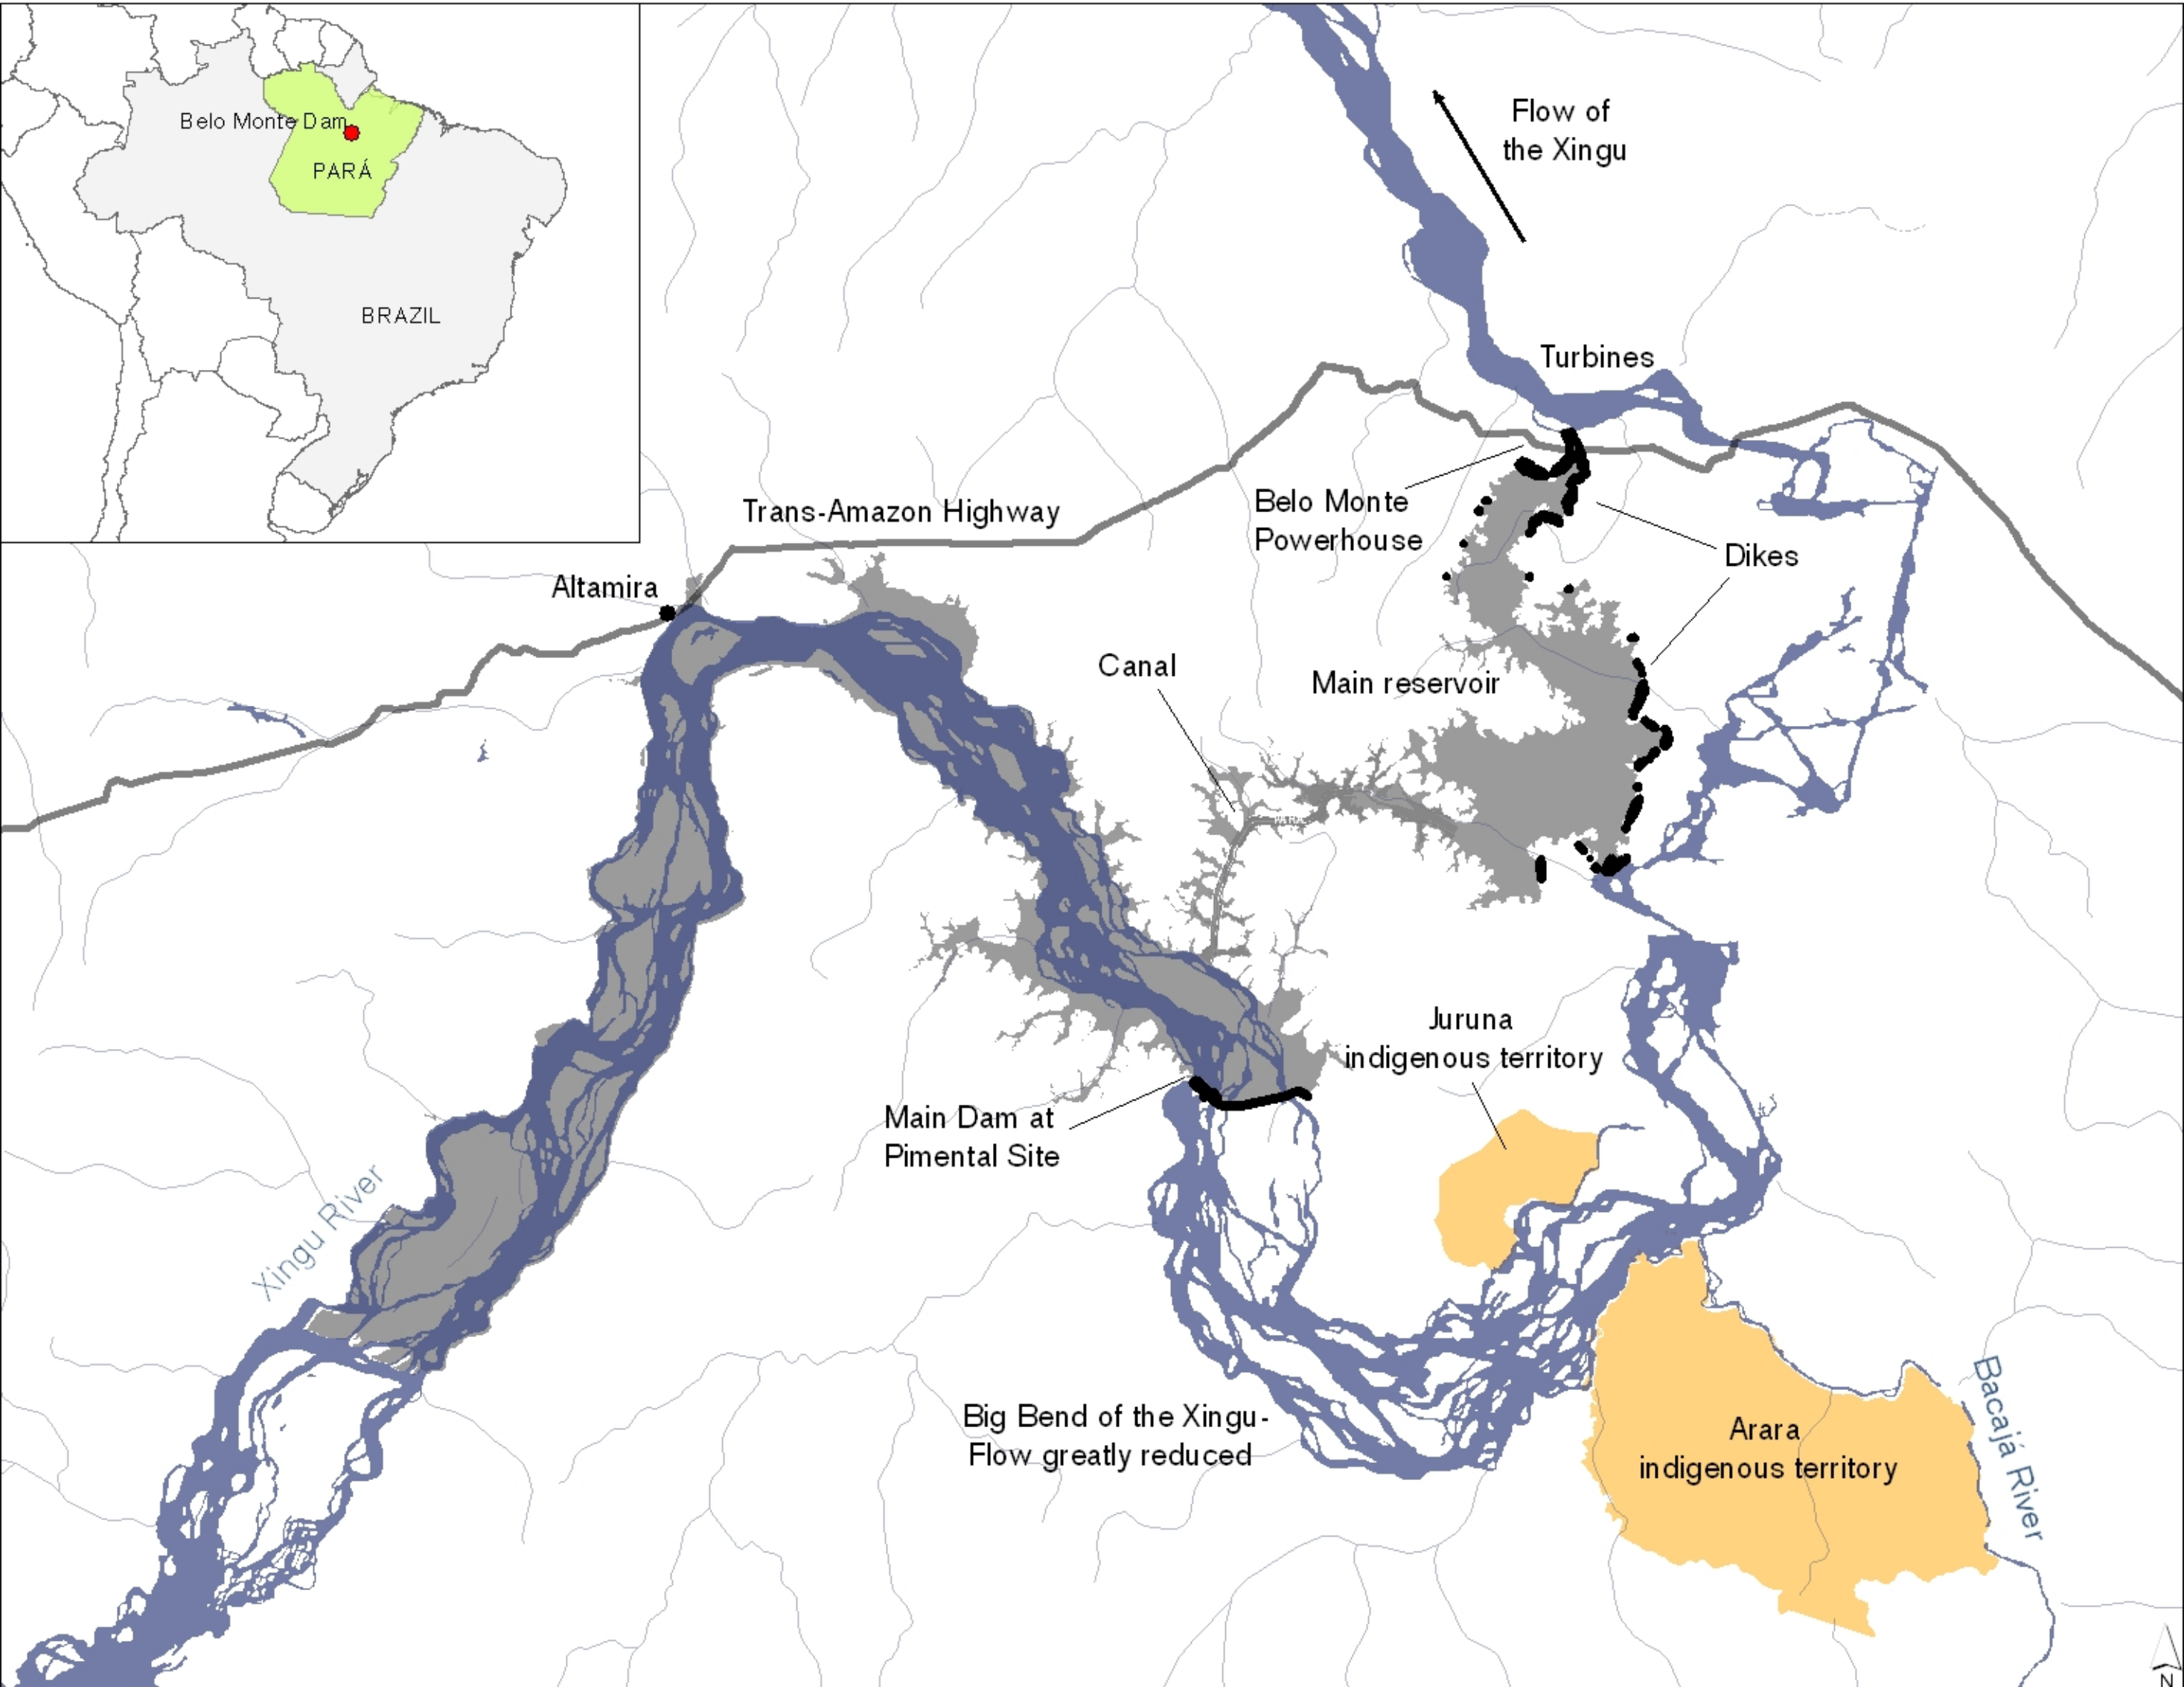 Belo Monte Dam
PARÁ
BRAZIL
Flow of
the Xingu
Turbines
Trans-Amazon Highway
Belo Monte
Powerhouse
Dikes
Altamira
Canal
Main reservoir
Juruna
indigenous territory
Main Dam at
Pimental Site
Xingu River
Big Bend of the Xingu-
Flow greatly reduced
Arara
indigenous territory
Bacajá River
N